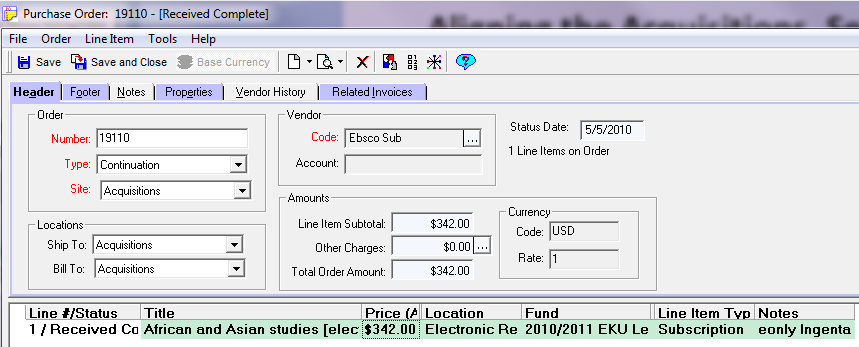 Purchase Order: 19110 - [Received Complete]
File Order Line Item Tools Help
Save Save and Close Base Currency
Header Footer Notes Properties Vendor History Related Invoices
Order
Number: 19110
Type: Continuation
Site: Acquisitions
Locations
Ship To: Acquisitions
Bill To: Acquisitions
Vendor
Code: Ebsco Sub ...
Account:
Status Date: 5/5/2010
1 Line Items on Order
Amounts
Line Item Subtotal: $342.00
Other Charges: $0.00 ...
Total Order Amount: $342.00
Currency
Code: USD
Rate: 1
Line #/Status Title Price (A Location Fund Line Item Typ Notes
1 / Received Co African and Asian studies [elec $342.00 Electronic Re 2010/2011 EKU Le Subscription eonly Ingenta